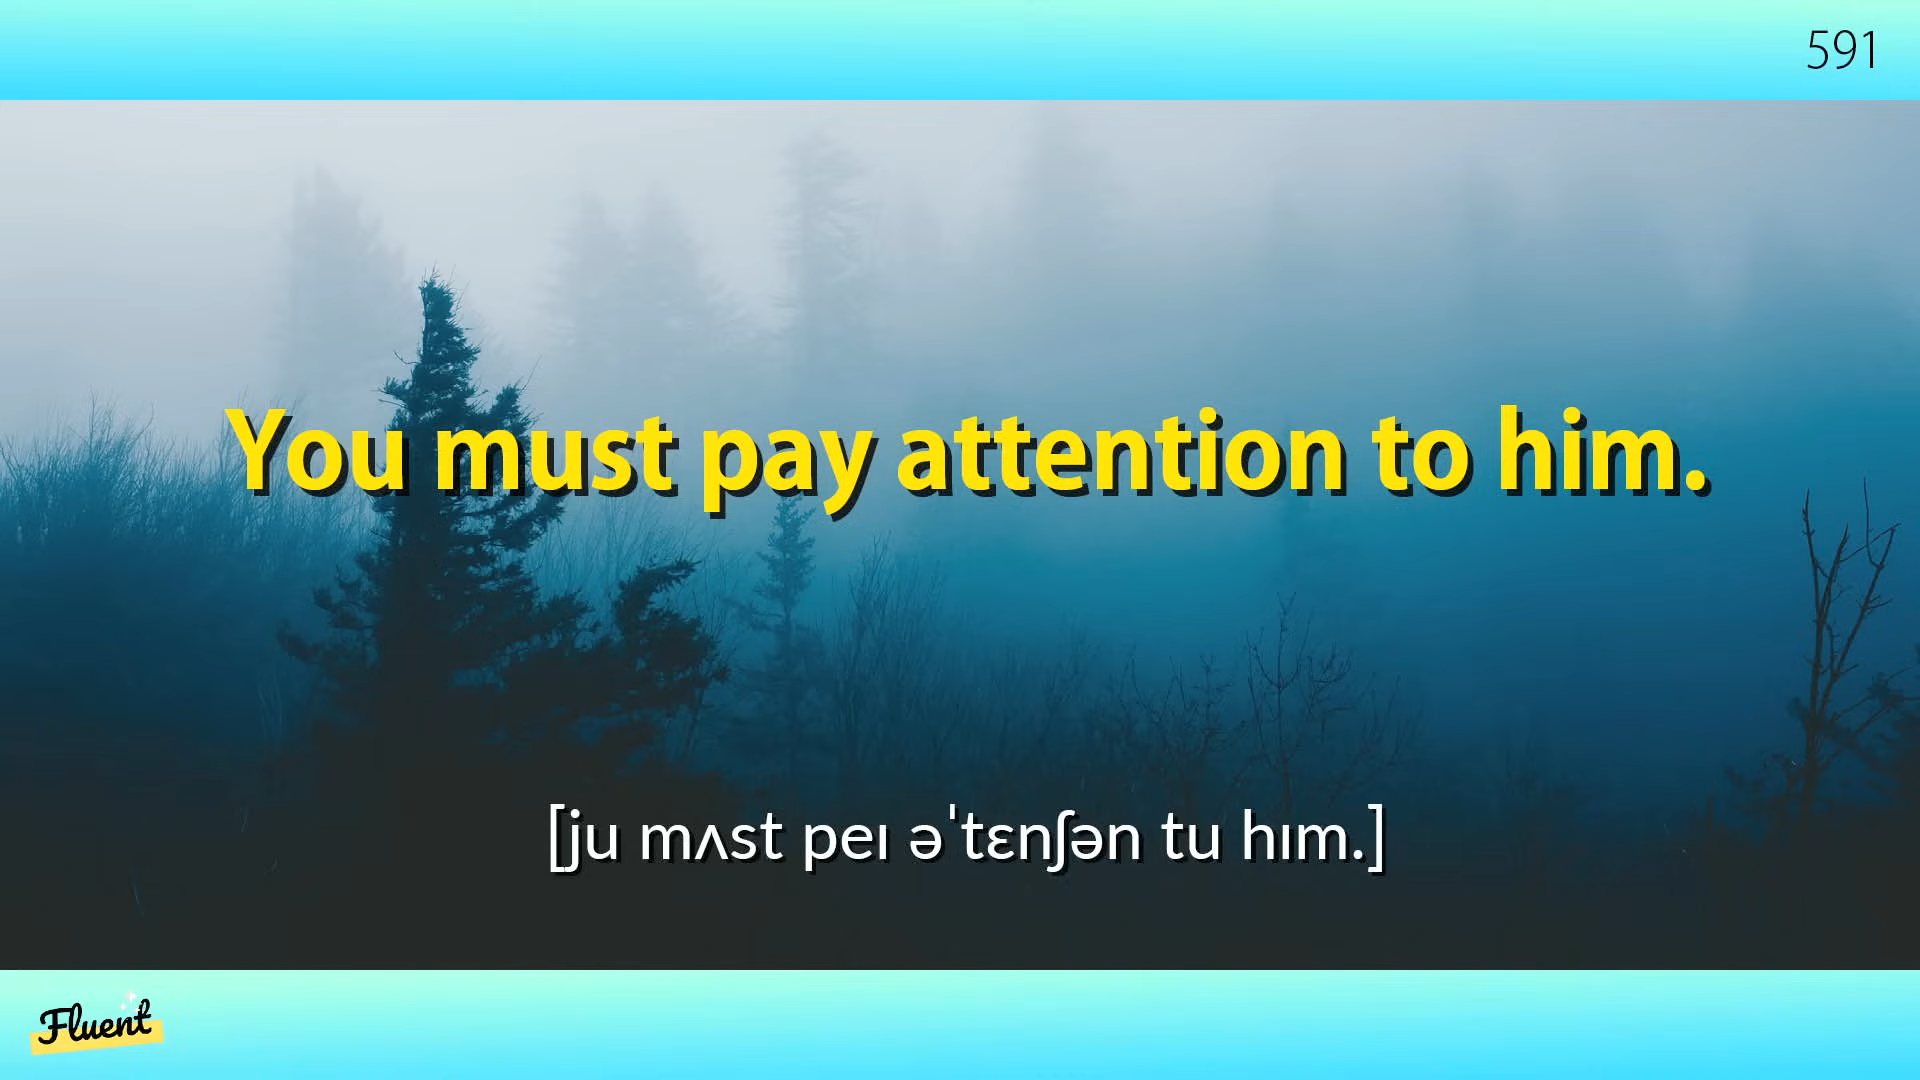 591
You must pay attention to him.
[ju mʌst peɪ əˈtɛnʃən tu hɪm.]
Fluent